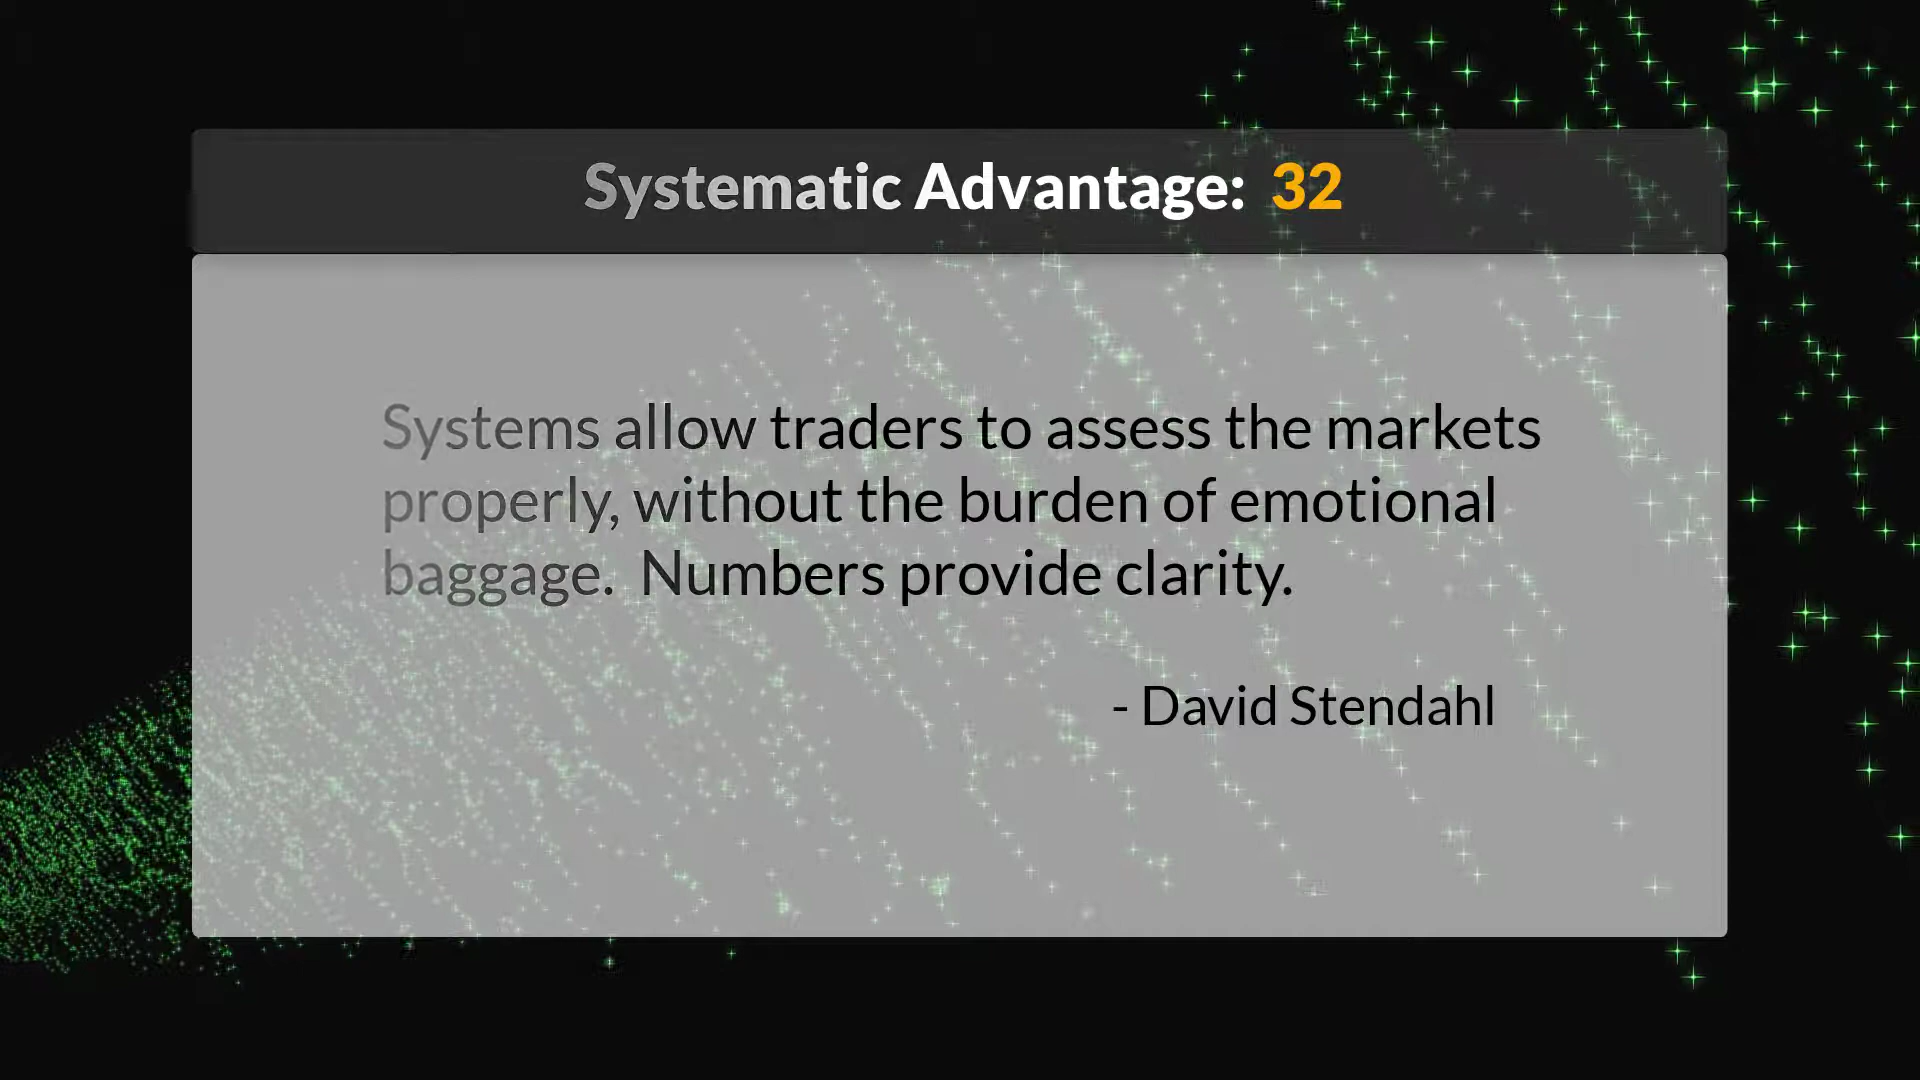 Systematic Advantage: 32
Systems allow traders to assess the markets
properly, without the burden of emotional
baggage.  Numbers provide clarity.
- David Stendahl